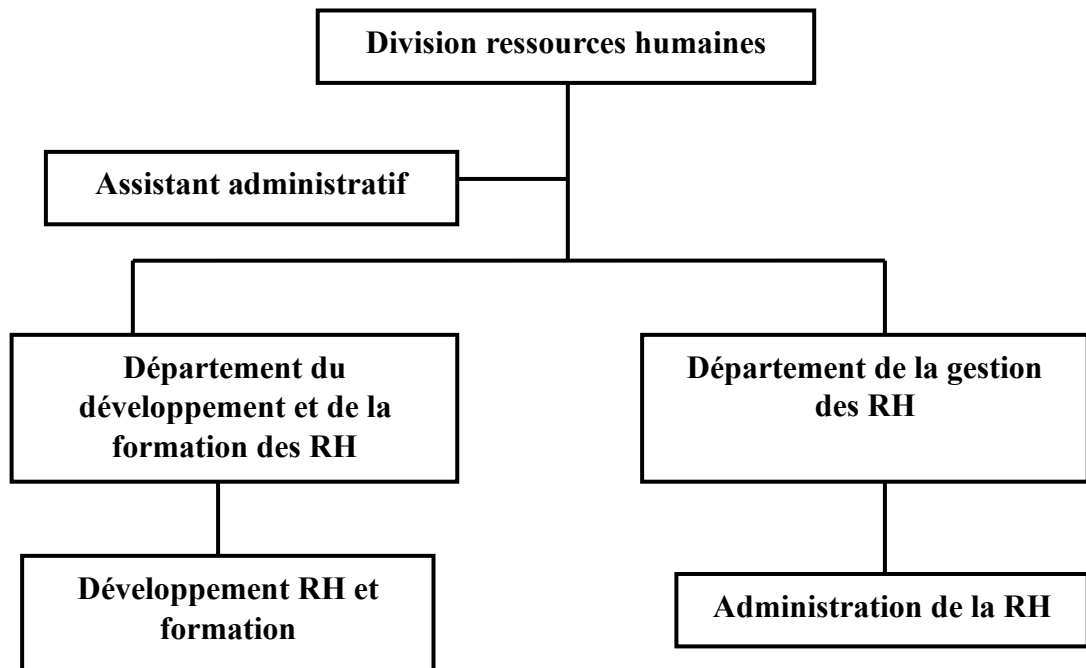 Division ressources humaines
Assistant administratif
Département du
développement et de la
formation des RH
Département de la gestion
des RH
Développement RH et
formation
Administration de la RH